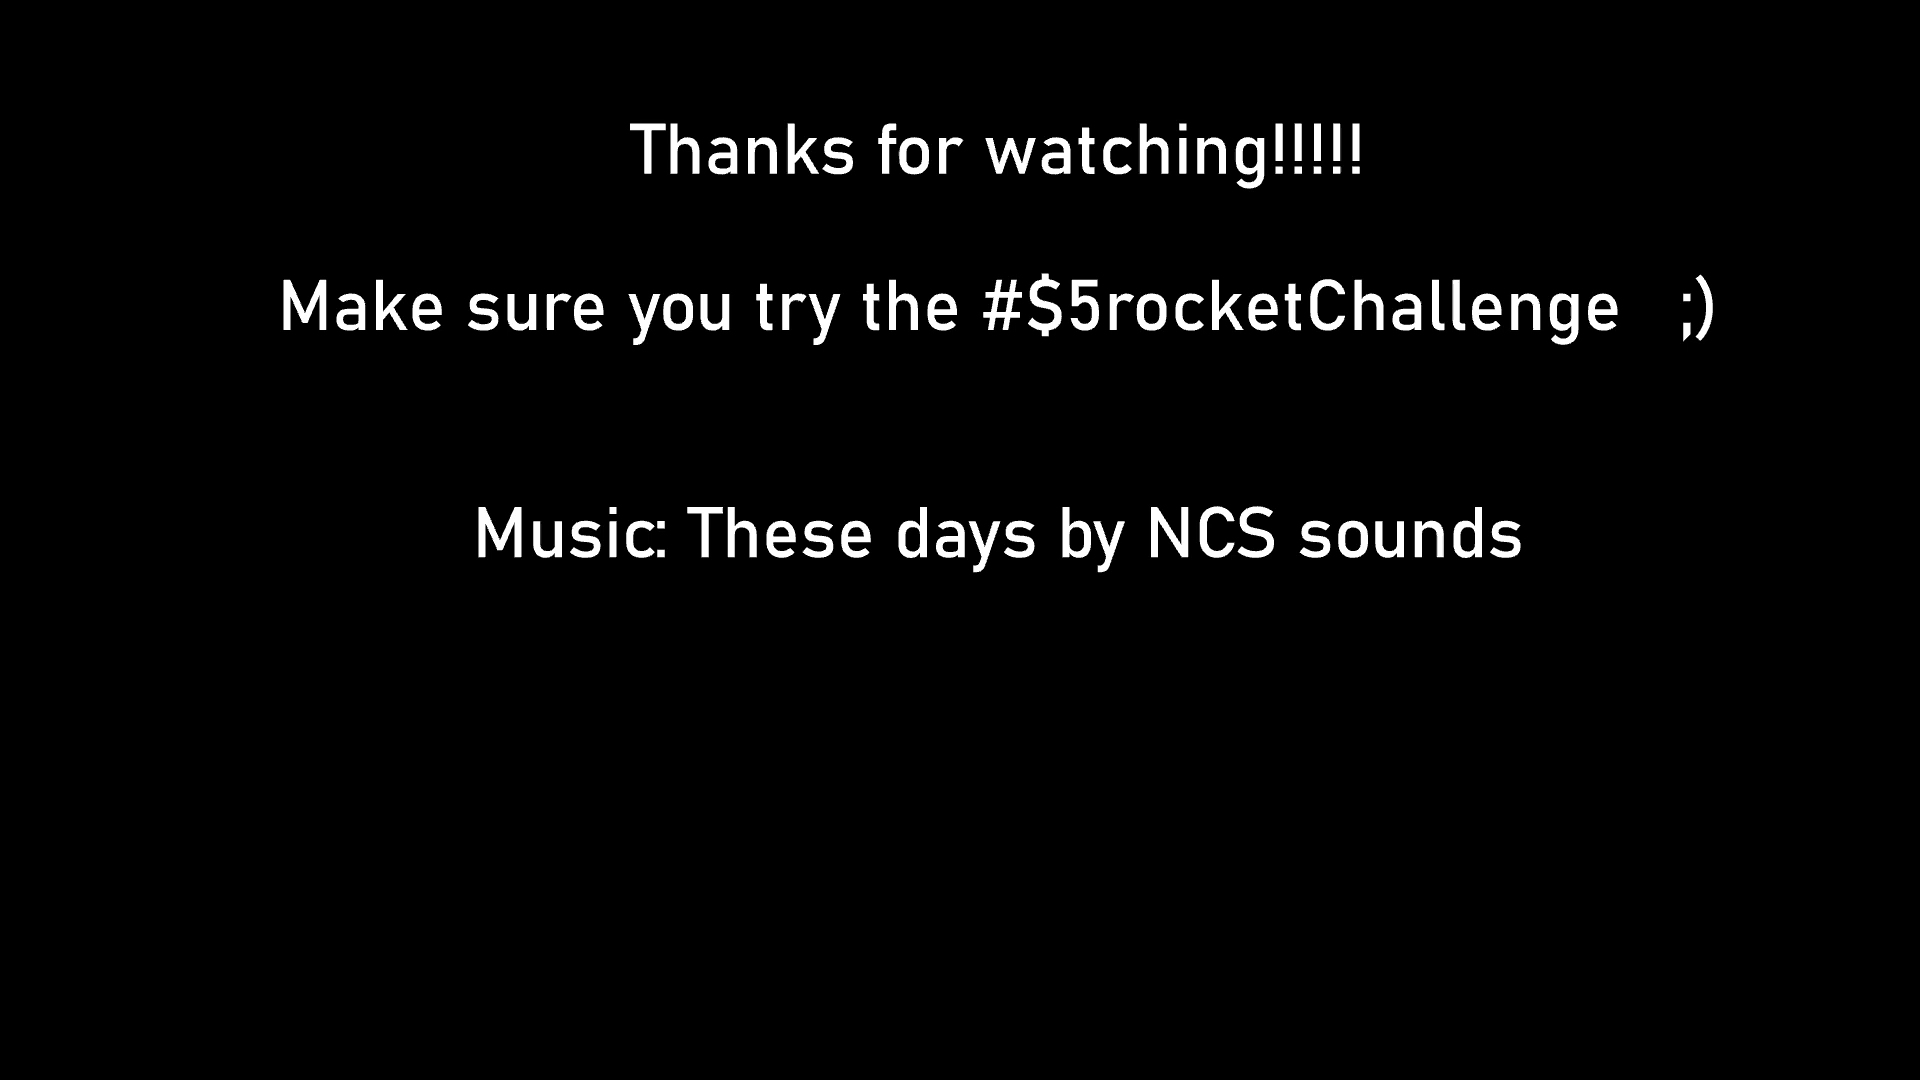 Thanks for watching!!!!!
Make sure you try the #$5rocketChallenge   ;)
Music: These days by NCS sounds